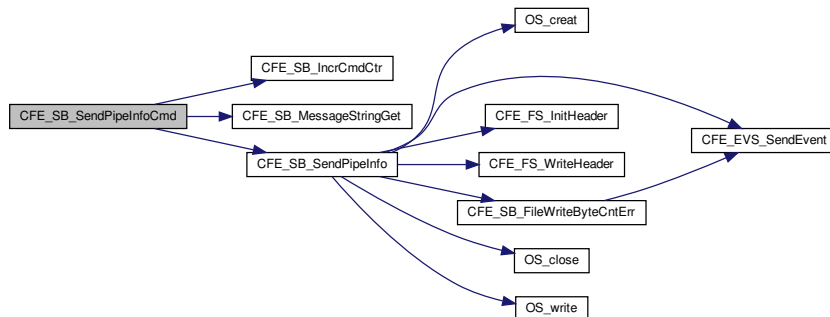 OS_creat
CFE_SB_IncrCmdCtr
CFE_SB_SendPipeInfoCmd
CFE_SB_MessageStringGet
CFE_FS_InitHeader
CFE_EVS_SendEvent
CFE_SB_SendPipeInfo
CFE_FS_WriteHeader
CFE_SB_FileWriteByteCntErr
OS_close
OS_write